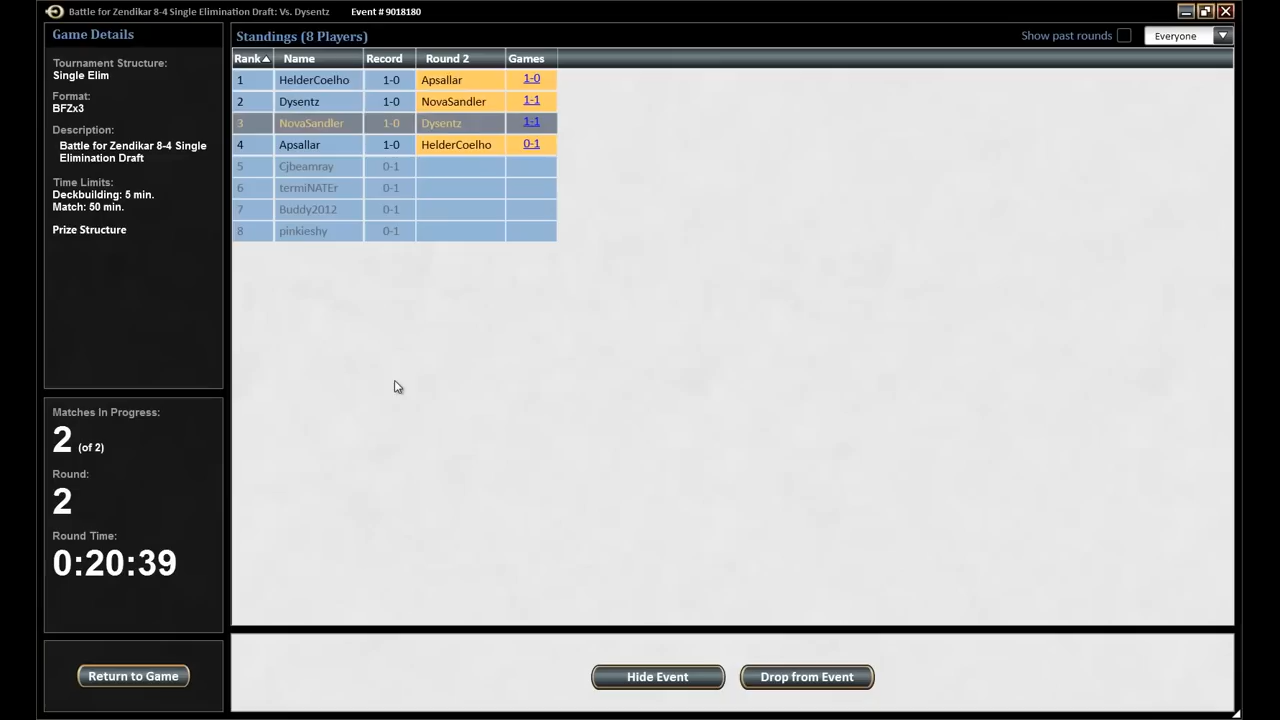 Battle for Zendikar 8-4 Single Elimination Draft: Vs. Dysentz Event # 9018180
Game Details
Tournament Structure:
Single Elim
Format:
BFZx3
Description:
Battle for Zendikar 8-4 Single
Elimination Draft
Time Limits:
Deckbuilding: 5 min.
Match: 50 min.
Prize Structure
Matches In Progress:
2 (of 2)
Round:
2
Round Time:
0:20:39
Return to Game
Standings (8 Players) Show past rounds Everyone
Rank Name Record Round 2 Games
1 HelderCoelho 1-0 Apsallar 1-0
2 Dysentz 1-0 NovaSandler 1-1
3 NovaSandler 1-0 Dysentz 1-1
4 Apsallar 1-0 HelderCoelho 0-1
5 Cjbeamray 0-1
6 termiNATEr 0-1
7 Buddy2012 0-1
8 pinkieshy 0-1
Hide Event Drop from Event